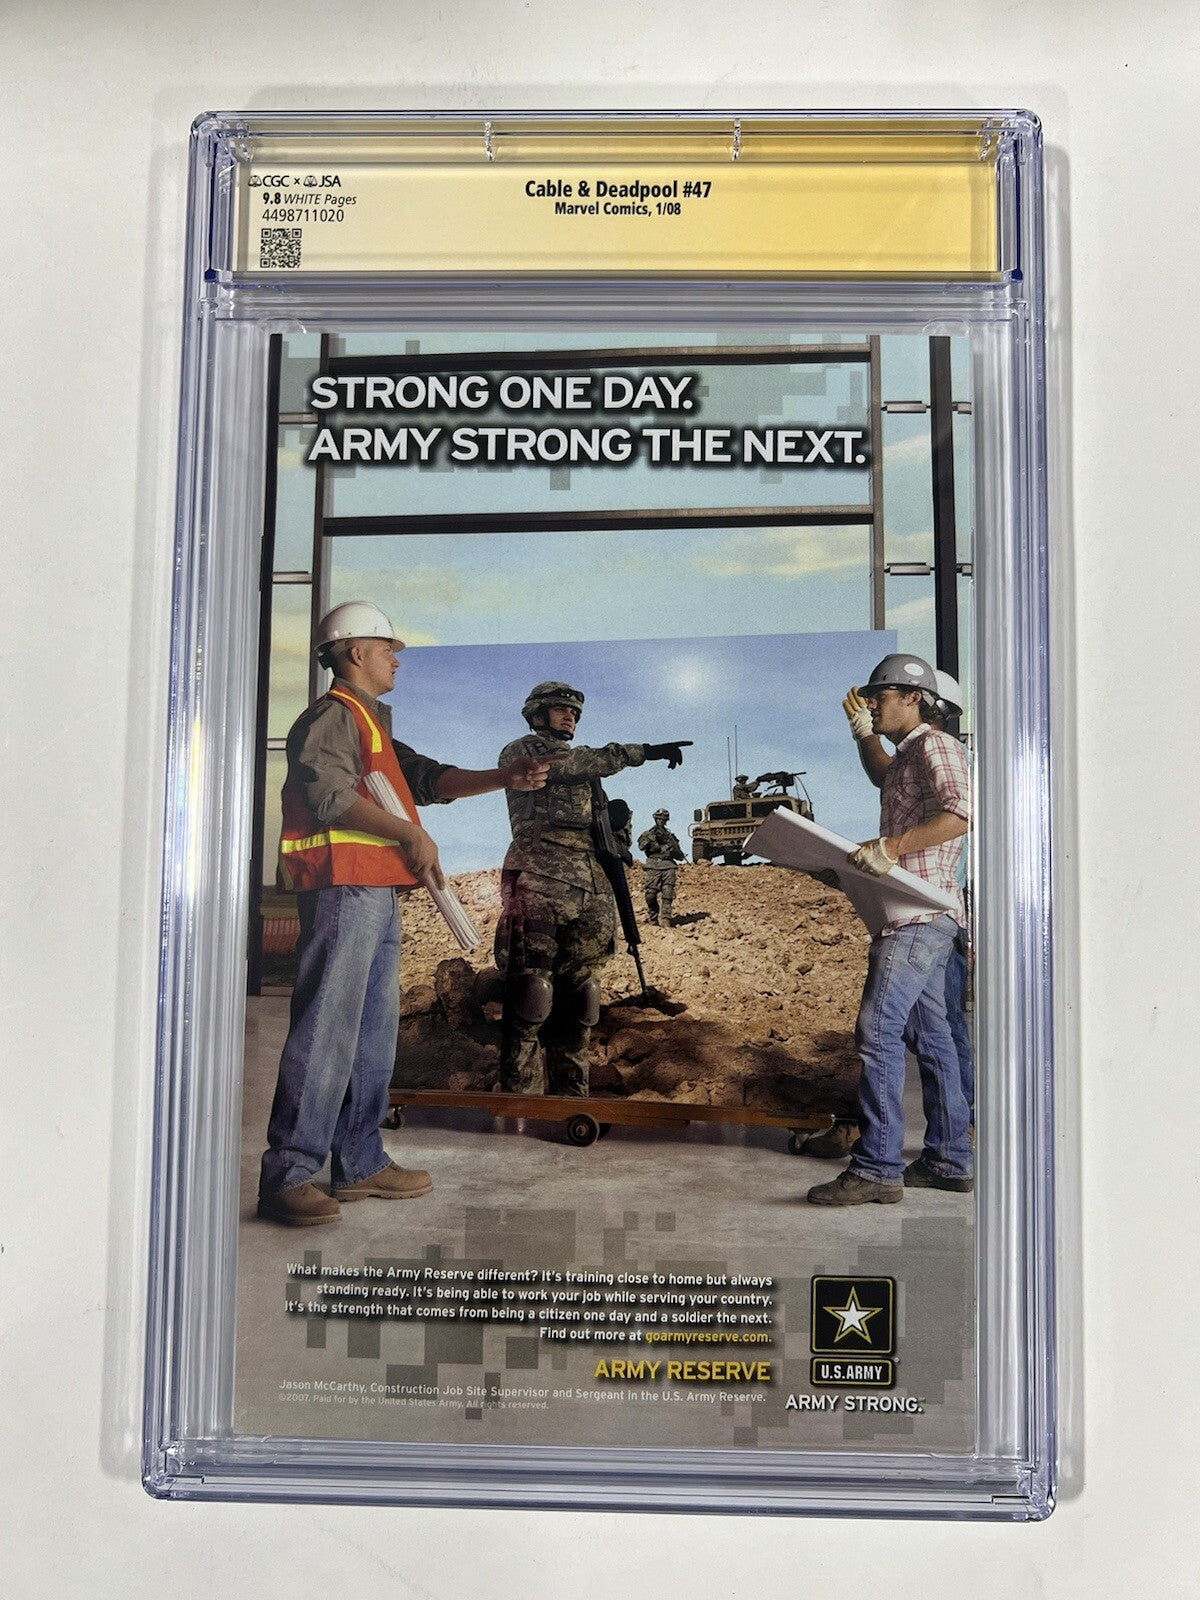 CGC x JSA
9.8 WHITE Pages
4498711020
Cable & Deadpool #47
Marvel Comics, 1/08
STRONG ONE DAY.
ARMY STRONG THE NEXT.
What makes the Army Reserve different? It's training close to home but always
standing ready. It's being able to work your job while serving your country.
It's the strength that comes from being a citizen one day and a soldier the next.
Find out more at goarmyreserve.com.
ARMY RESERVE
Jason McCarthy, Construction Job Site Supervisor and Sergeant in the U.S. Army Reserve.
©2007. Paid for by the United States Army. All rights reserved.
U.S.ARMY
ARMY STRONG.